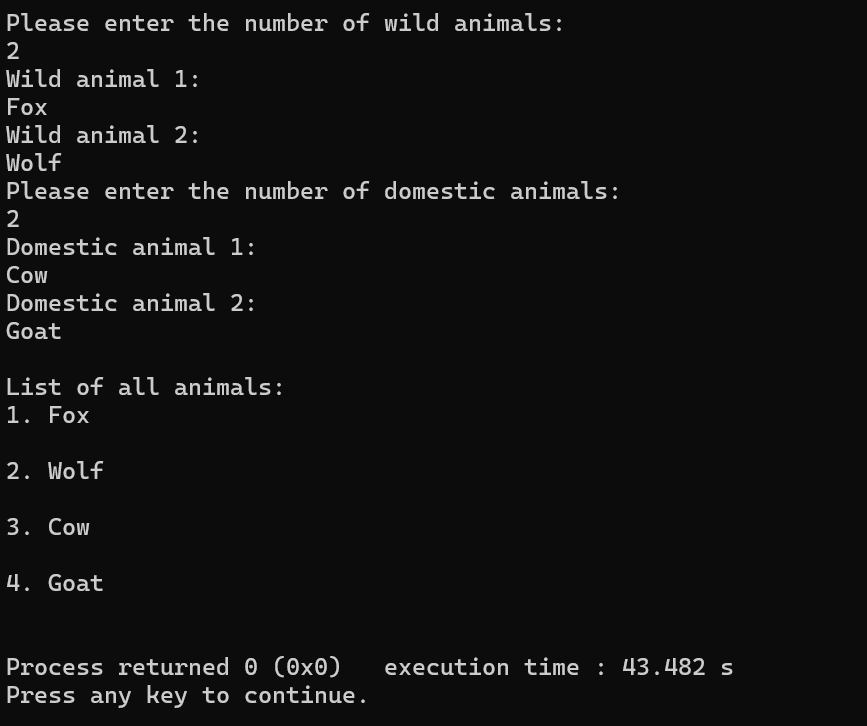 Please enter the number of wild animals:
2
Wild animal 1:
Fox
Wild animal 2:
Wolf
Please enter the number of domestic animals:
2
Domestic animal 1:
Cow
Domestic animal 2:
Goat
List of all animals:
1. Fox
2. Wolf
3. Cow
4. Goat
Process returned 0 (0x0)   execution time : 43.482 s
Press any key to continue.